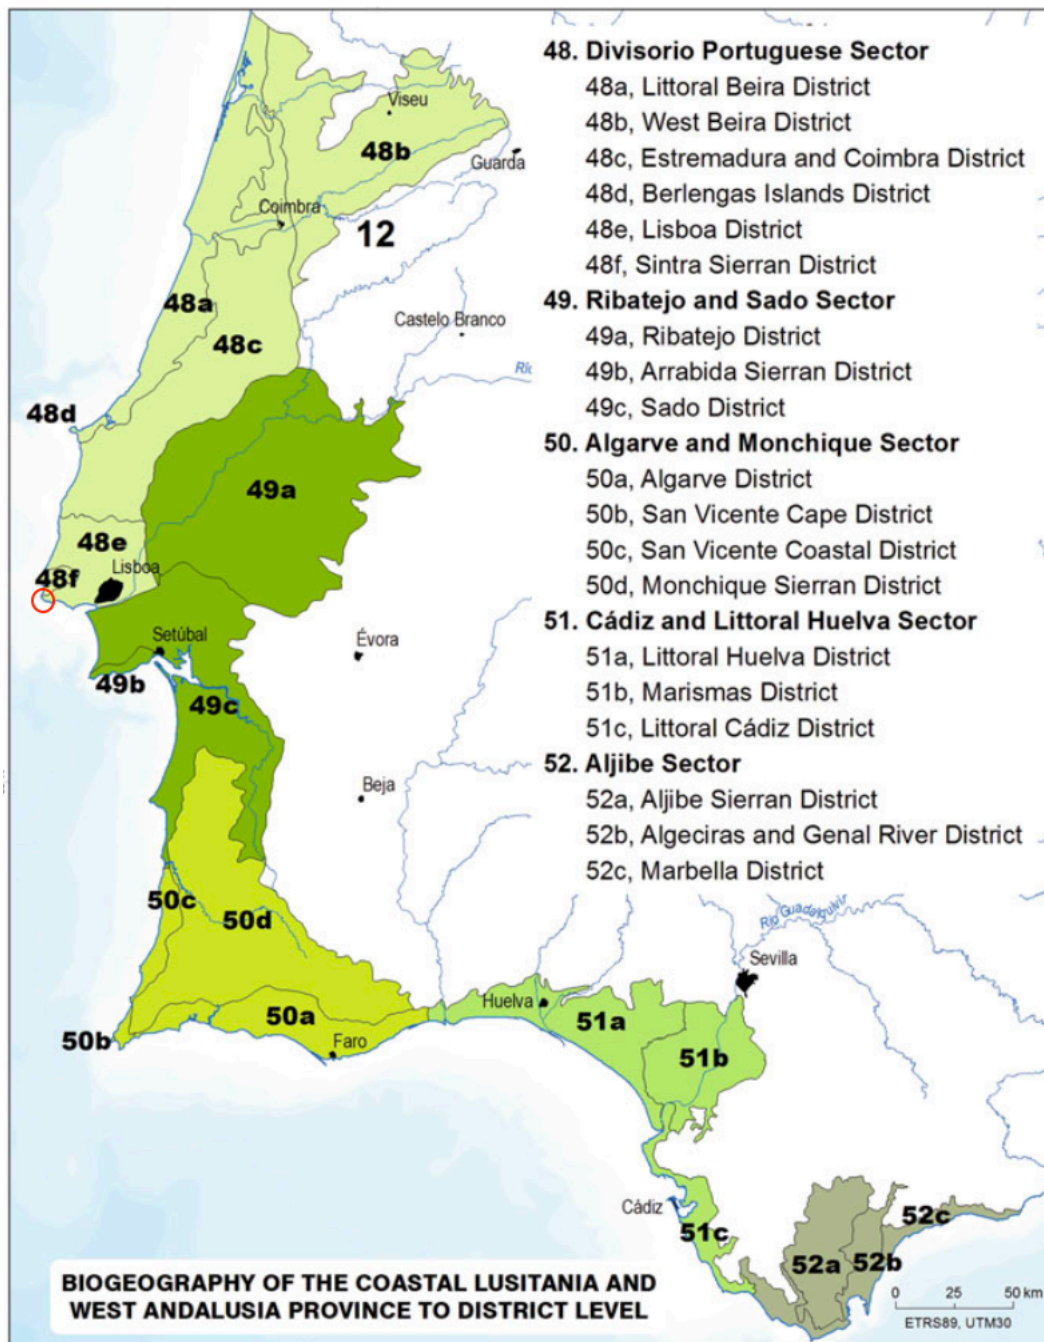 48. Divisorio Portuguese Sector
48a, Littoral Beira District
48b, West Beira District
48c, Estremadura and Coimbra District
48d, Berlengas Islands District
48e, Lisboa District
48f, Sintra Sierran District
49. Ribatejo and Sado Sector
49a, Ribatejo District
49b, Arrabida Sierran District
49c, Sado District
50. Algarve and Monchique Sector
50a, Algarve District
50b, San Vicente Cape District
50c, San Vicente Coastal District
50d, Monchique Sierran District
51. Cádiz and Littoral Huelva Sector
51a, Littoral Huelva District
51b, Marismas District
51c, Littoral Cádiz District
52. Aljibe Sector
52a, Aljibe Sierran District
52b, Algeciras and Genal River District
52c, Marbella District
Viseu
48b
Guarda
Coimbra
12
48a
48c
Castelo Branco
48d
49a
48e
Lisboa
48f
Setúbal
Évora
49b
49c
Beja
50c
50d
Río Guadalquivir
Sevilla
Huelva
50a
51a
50b
Faro
51b
Cádiz
51c
52c
52a
52b
0 25 50 km
ETRS89, UTM30
BIOGEOGRAPHY OF THE COASTAL LUSITANIA AND
WEST ANDALUSIA PROVINCE TO DISTRICT LEVEL